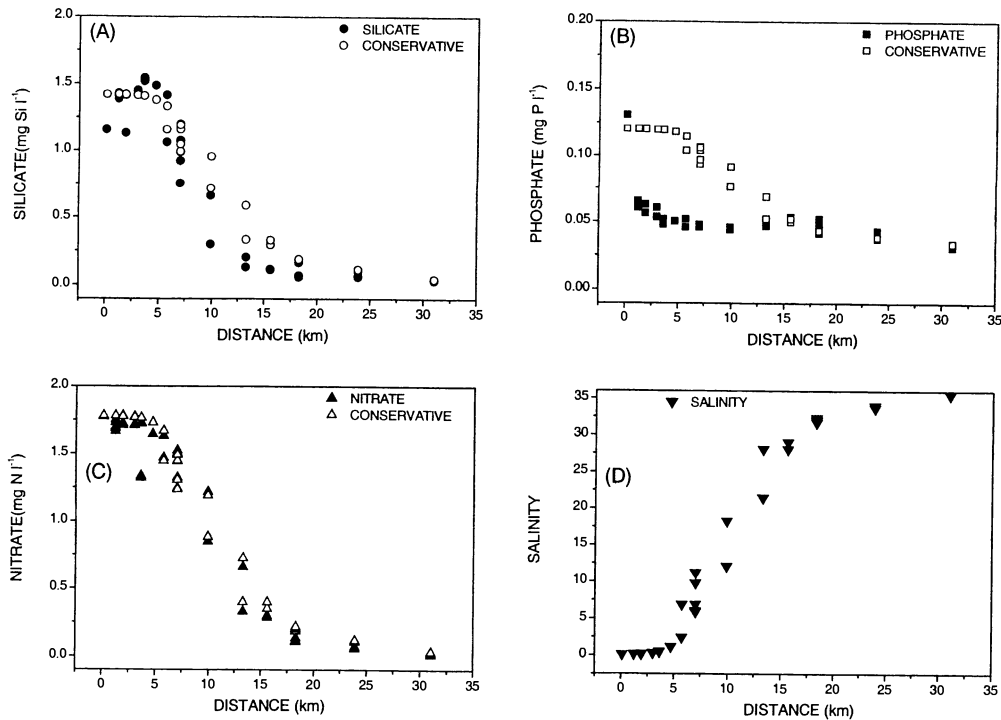 (A)
SILICATE
CONSERVATIVE
2.0
1.5
1.0
0.5
0.0
SILICATE(mg Si l⁻¹)
0 5 10 15 20 25 30 35
DISTANCE (km)
(B)
PHOSPHATE
CONSERVATIVE
0.20
0.15
0.10
0.05
0.00
PHOSPHATE (mg P l⁻¹)
0 5 10 15 20 25 30 35
DISTANCE (km)
(C)
NITRATE
CONSERVATIVE
2.0
1.5
1.0
0.5
0.0
NITRATE(mg N l⁻¹)
0 5 10 15 20 25 30 35
DISTANCE (km)
(D)
SALINITY
35
30
25
20
15
10
5
0
SALINITY
0 5 10 15 20 25 30 35
DISTANCE (km)